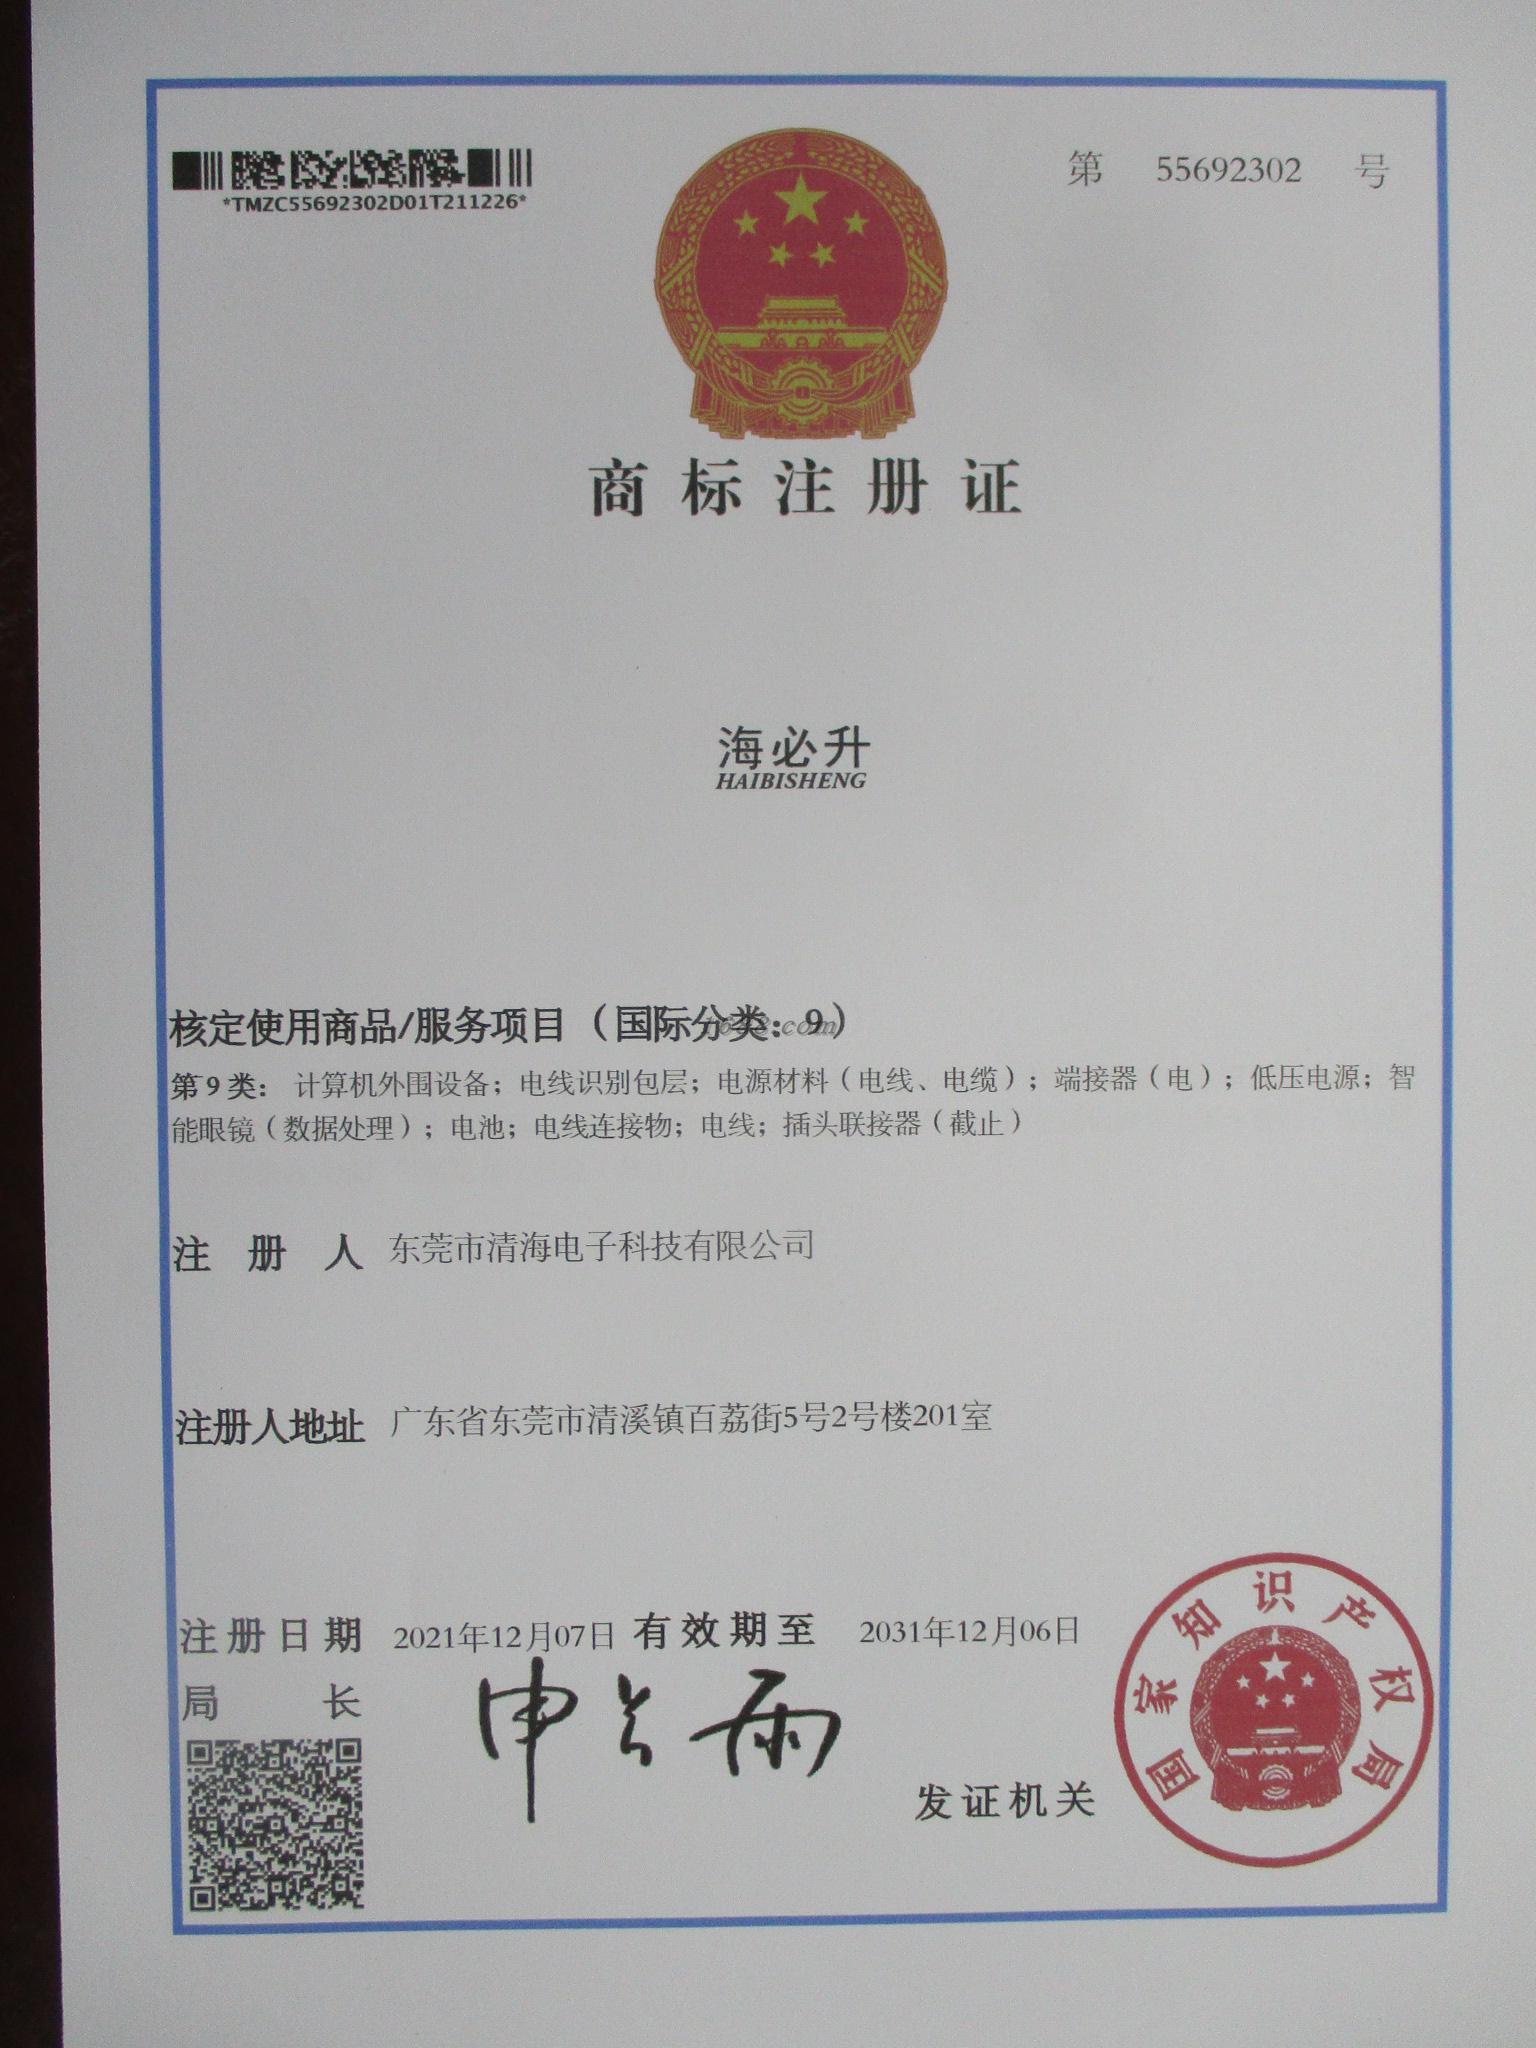 *TMZC55692302D01T211226*
第 55692302 号
商标注册证
海必升
HAIBISHENG
核定使用商品/服务项目（国际分类：9）
1688.com
第9类： 计算机外围设备；电线识别包层；电源材料（电线、电缆）；端接器（电）；低压电源；智
能眼镜（数据处理）；电池；电线连接物；电线；插头联接器（截止）
注册人 东莞市清海电子科技有限公司
注册人地址 广东省东莞市清溪镇百荔街5号2号楼201室
注册日期 2021年12月07日 有效期至 2031年12月06日
局长 申长雨
发证机关
国家知识产权局